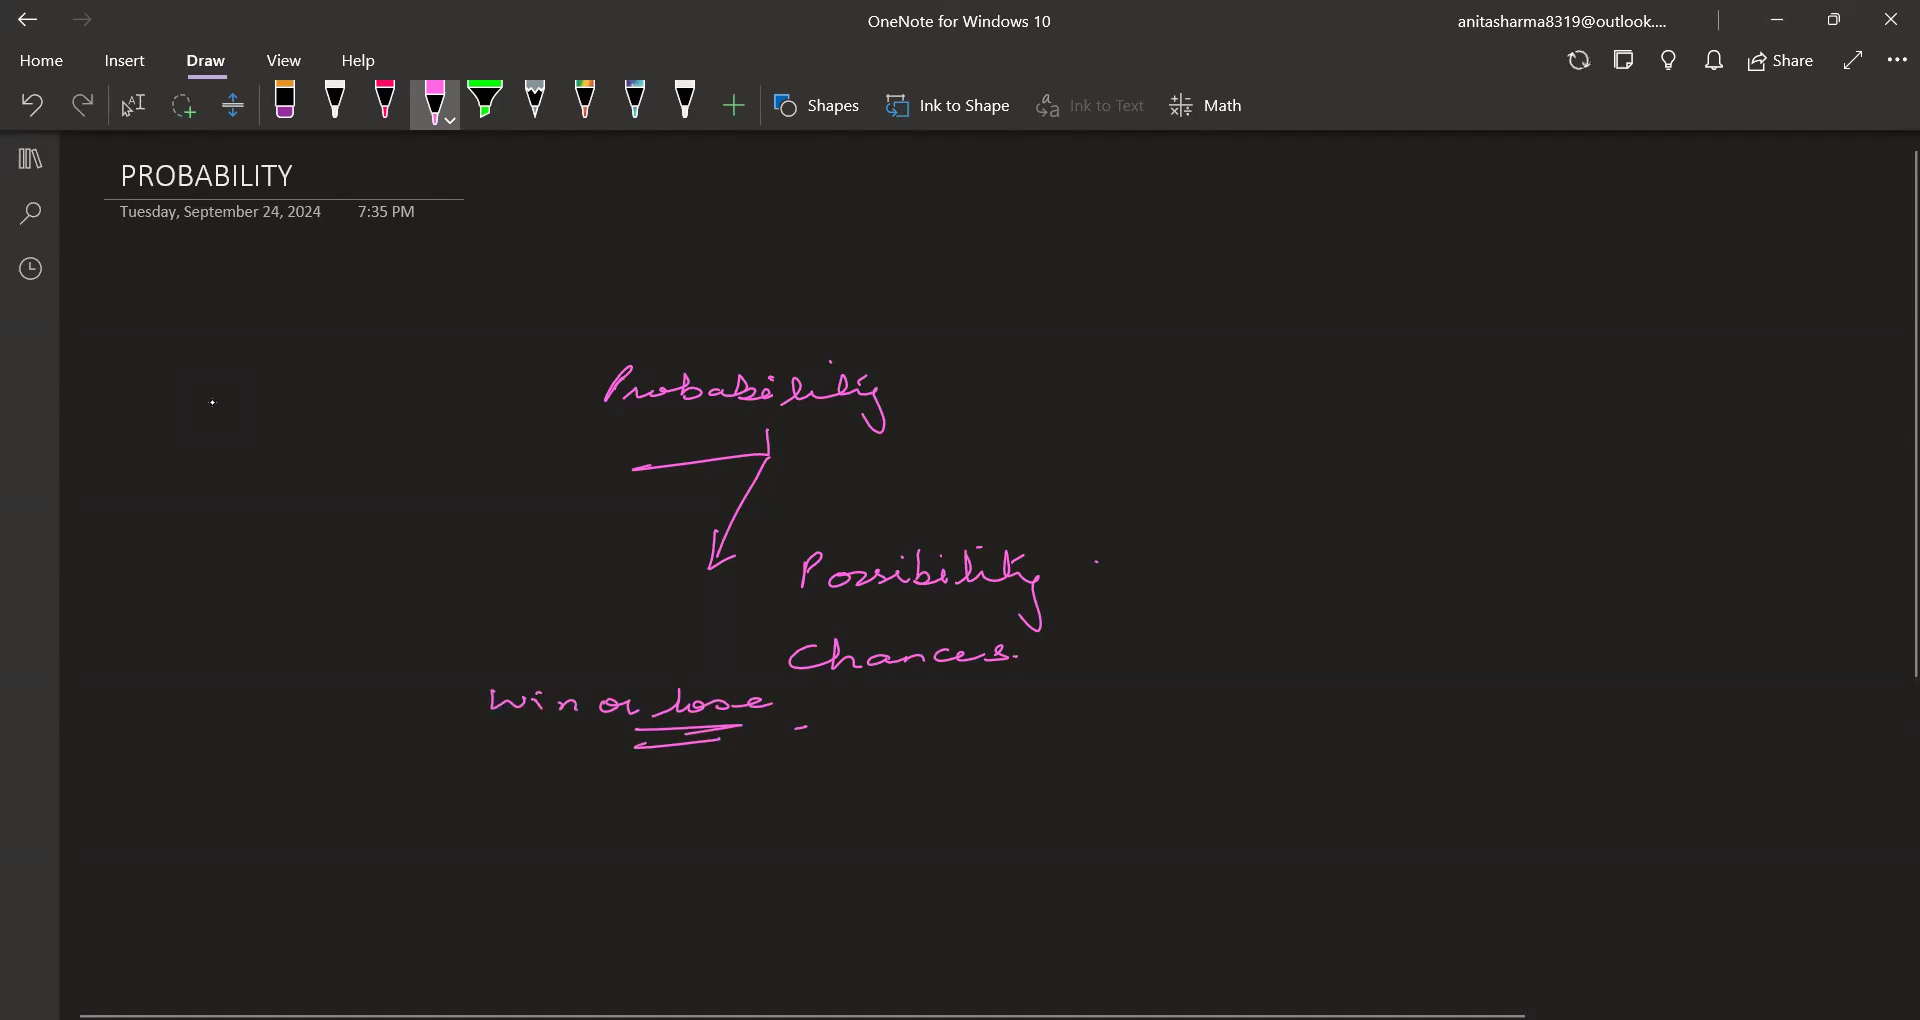 OneNote for Windows 10
anitasharma8319@outlook....
Home Insert Draw View Help
Share
Shapes Ink to Shape Ink to Text Math
PROBABILITY
Tuesday, September 24, 2024 7:35 PM
Probability
Possibility
Chances.
Win or lose